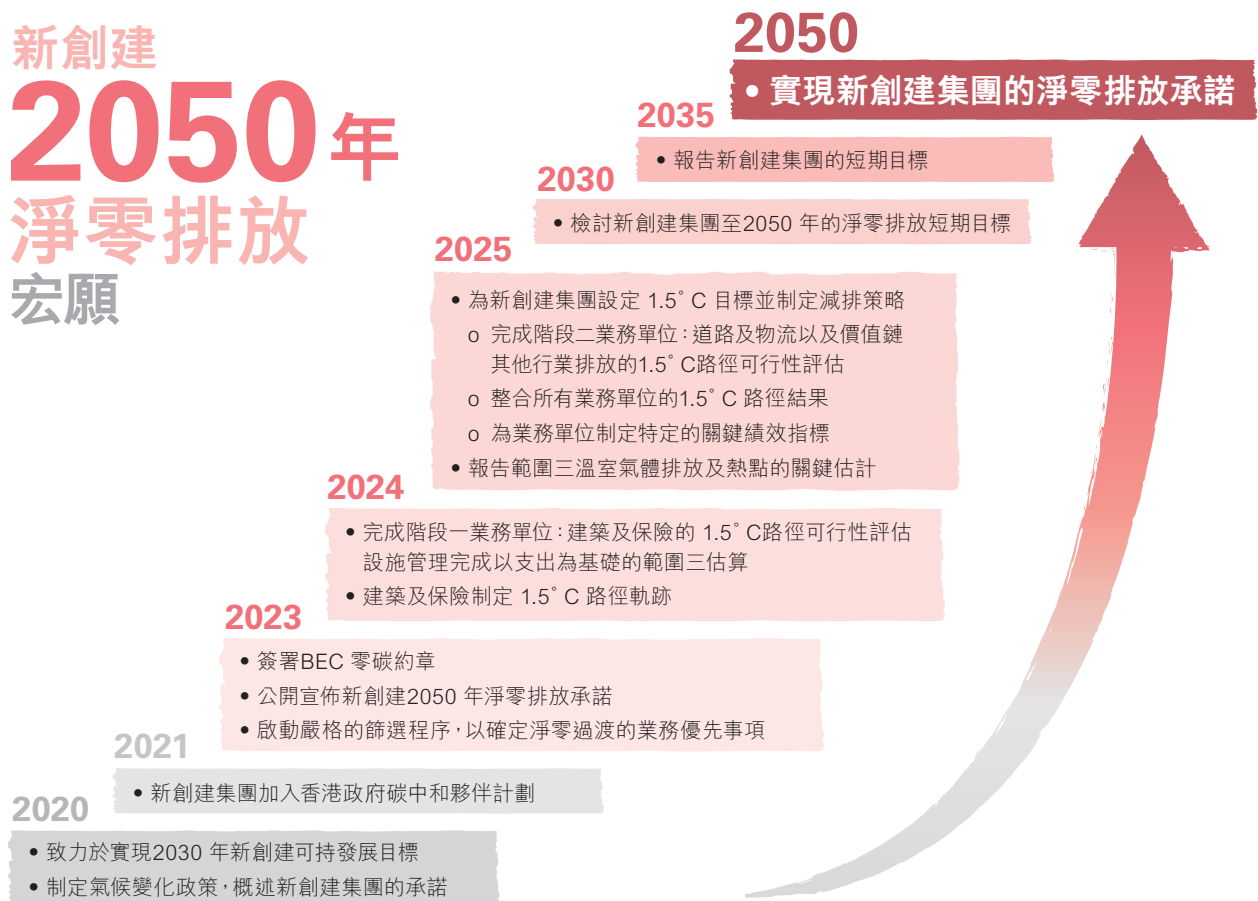 新創建
2050年
淨零排放
宏願
2050
• 實現新創建集團的淨零排放承諾
2035
• 報告新創建集團的短期目標
2030
• 檢討新創建集團至2050 年的淨零排放短期目標
2025
• 為新創建集團設定 1.5°C 目標並制定減排策略
o 完成階段二業務單位：道路及物流以及價值鏈
其他行業排放的1.5°C路徑可行性評估
o 整合所有業務單位的1.5°C 路徑結果
o 為業務單位制定特定的關鍵績效指標
• 報告範圍三溫室氣體排放及熱點的關鍵估計
2024
• 完成階段一業務單位：建築及保險的 1.5°C路徑可行性評估
設施管理完成以支出為基礎的範圍三估算
• 建築及保險制定 1.5°C 路徑軌跡
2023
• 簽署BEC 零碳約章
• 公開宣佈新創建2050 年淨零排放承諾
• 啟動嚴格的篩選程序，以確定淨零過渡的業務優先事項
2021
• 新創建集團加入香港政府碳中和夥伴計劃
2020
• 致力於實現2030 年新創建可持發展目標
• 制定氣候變化政策，概述新創建集團的承諾